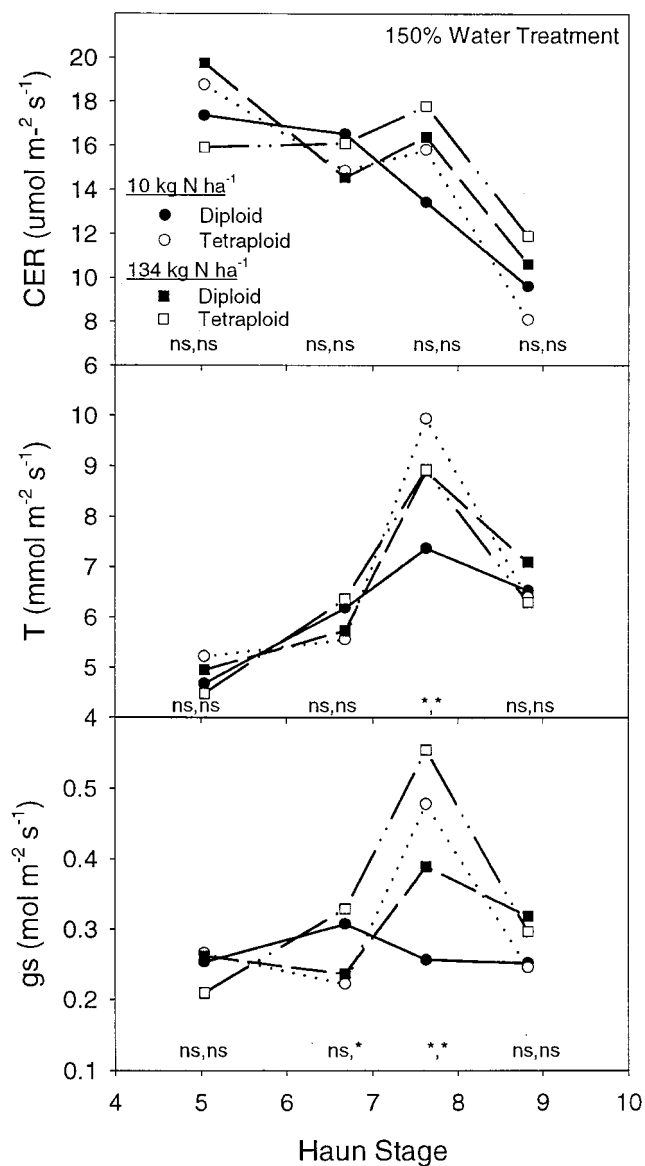 150% Water Treatment
20
18
16
14
12
10
8
6
CER (umol m-² s⁻¹)
10 kg N ha⁻¹
Diploid
Tetraploid
134 kg N ha⁻¹
Diploid
Tetraploid
ns,ns ns,ns ns,ns ns,ns
10
9
8
7
6
5
4
T (mmol m⁻² s⁻¹)
ns,ns ns,ns *,* ns,ns
0.5
0.4
0.3
0.2
0.1
gs (mol m⁻² s⁻¹)
ns,ns ns,* *,* ns,ns
4 5 6 7 8 9 10
Haun Stage